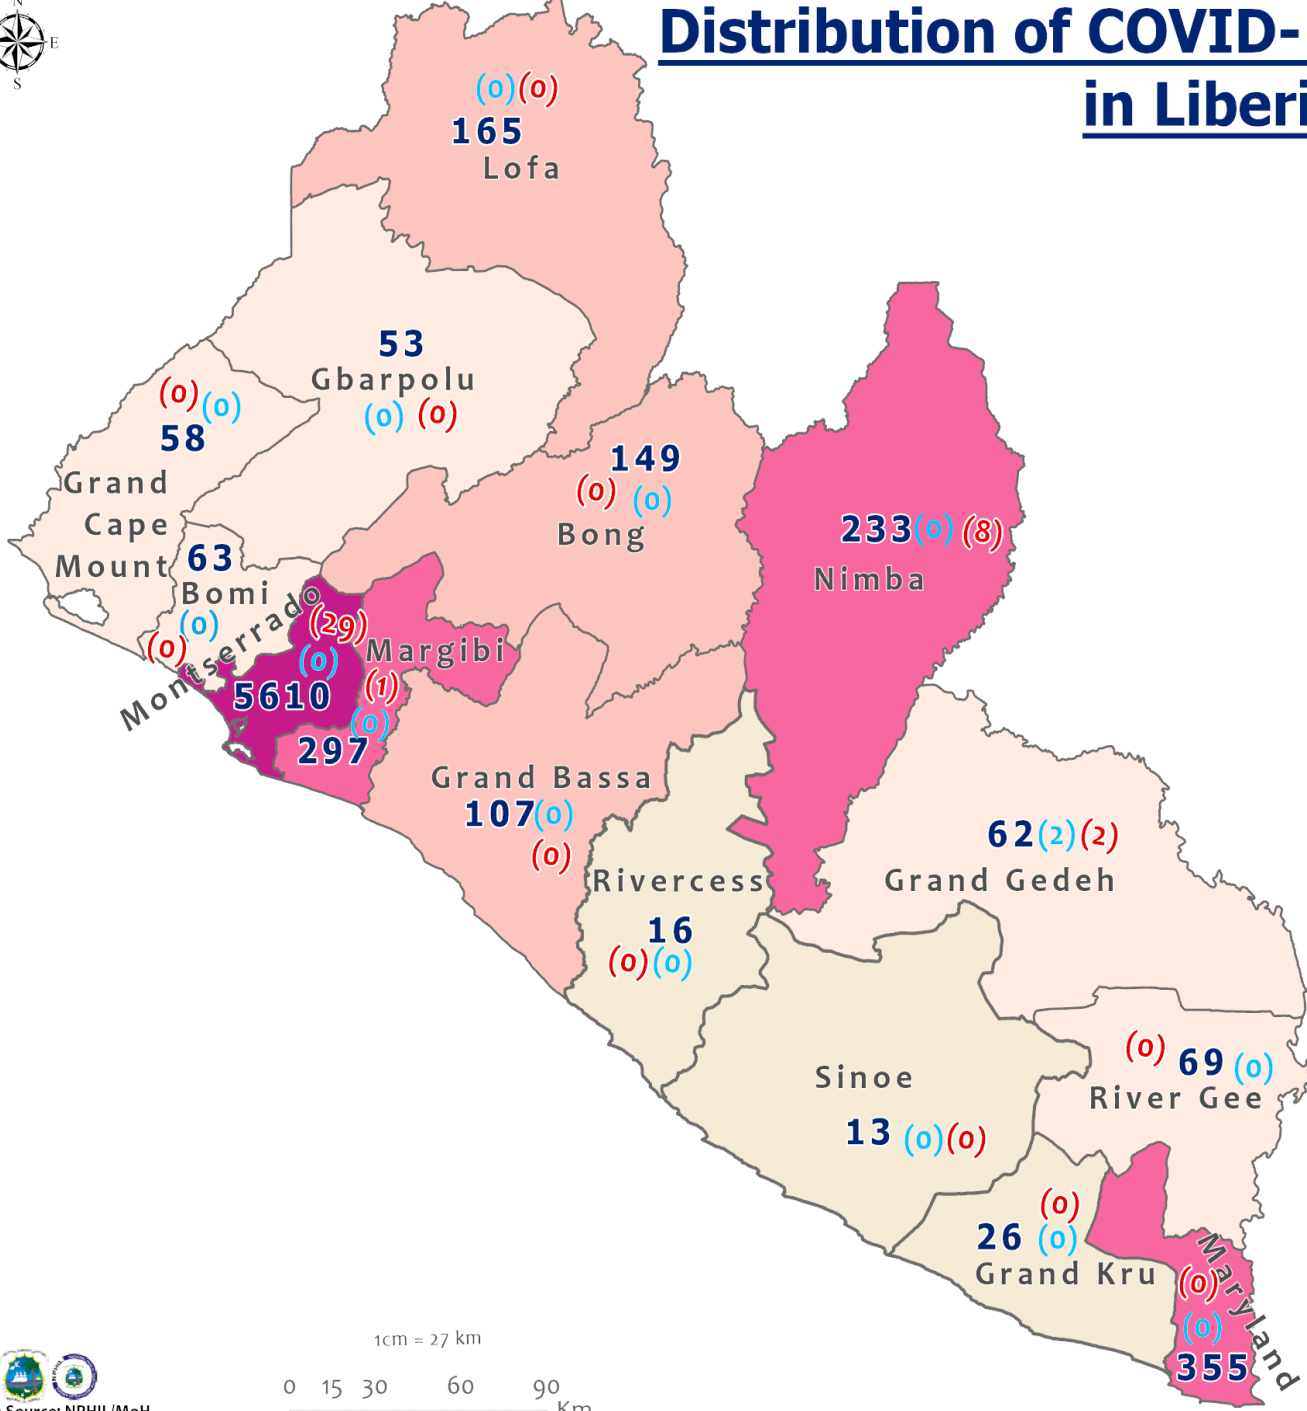 N
E
S
Distribution of COVID-
in Liberi
(0)(0)
165
Lofa
53
Gbarpolu
(0) (0)
(0)(0)
58
Grand
Cape
Mount
149
(0) (0)
Bong
233(0)(8)
Nimba
63
Bomi
(0)
(0)
Montserrado
(29)
(0)
5610
Margibi
(1)
(0)
297
Grand Bassa
107(0)
(0)
Rivercess
16
(0)(0)
62(2)(2)
Grand Gedeh
Sinoe
13 (0)(0)
(0) 69 (0)
River Gee
(0)
26 (0)
Grand Kru
Maryland
(0)
(0)
355
1cm = 27 km
0 15 30 60 90
Km
Source: NPHIL/MoH